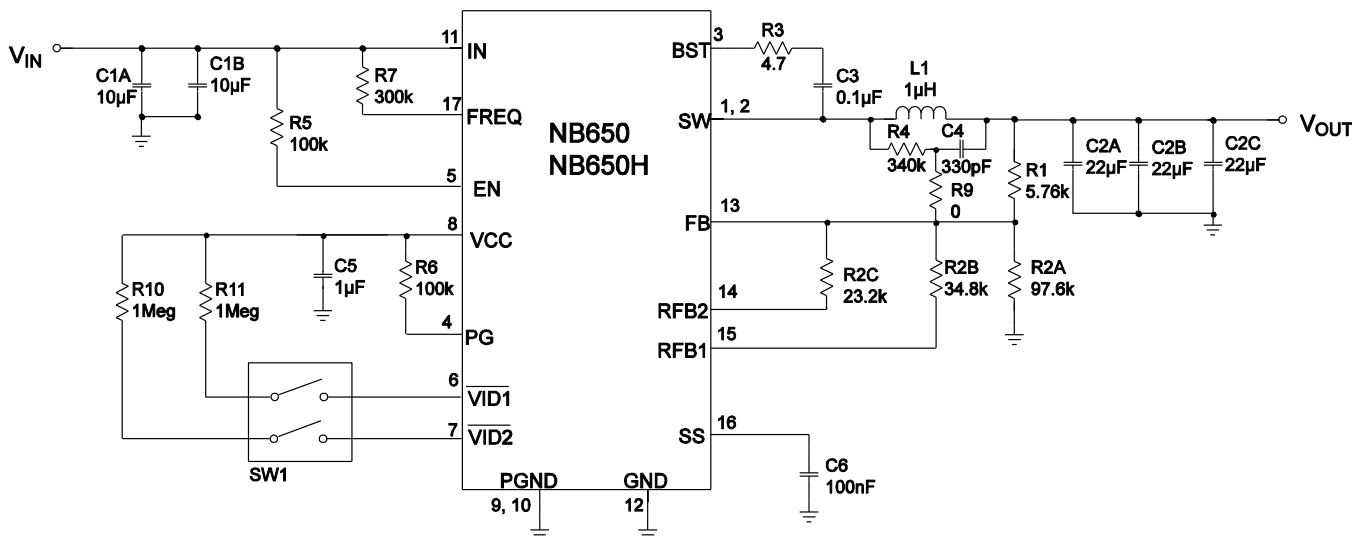 VIN
C1A
10µF
C1B
10µF
R5
100k
R7
300k
11
IN
17
FREQ
5
EN
8
VCC
R10
1Meg
R11
1Meg
C5
1µF
R6
100k
4
PG
6
VID1
7
VID2
SW1
NB650
NB650H
PGND
9, 10
GND
12
3
BST
R3
4.7
C3
0.1µF
1, 2
SW
L1
1µH
R4
340k
C4
330pF
R9
0
R1
5.76k
C2A
22µF
C2B
22µF
C2C
22µF
VOUT
13
FB
R2C
23.2k
R2B
34.8k
R2A
97.6k
14
RFB2
15
RFB1
16
SS
C6
100nF